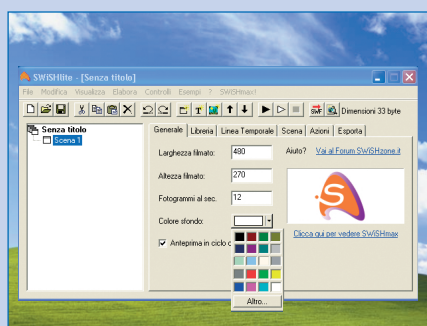 SWiSHlite - [Senza titolo]
File Modifica Visualizza Elabora Controlli Esempi ? SWiSHmax!
T SWF Dimensioni 33 byte
Senza titolo
Scena 1
Generale Libreria Linea Temporale Scena Azioni Esporta
Larghezza filmato: 480 Aiuto? Vai al Forum SWiSHzone.it
Altezza filmato: 270
Fotogrammi al sec. 12
Colore sfondo:
Clicca qui per vedere SWiSHmax
Anteprima in ciclo c
Altro...